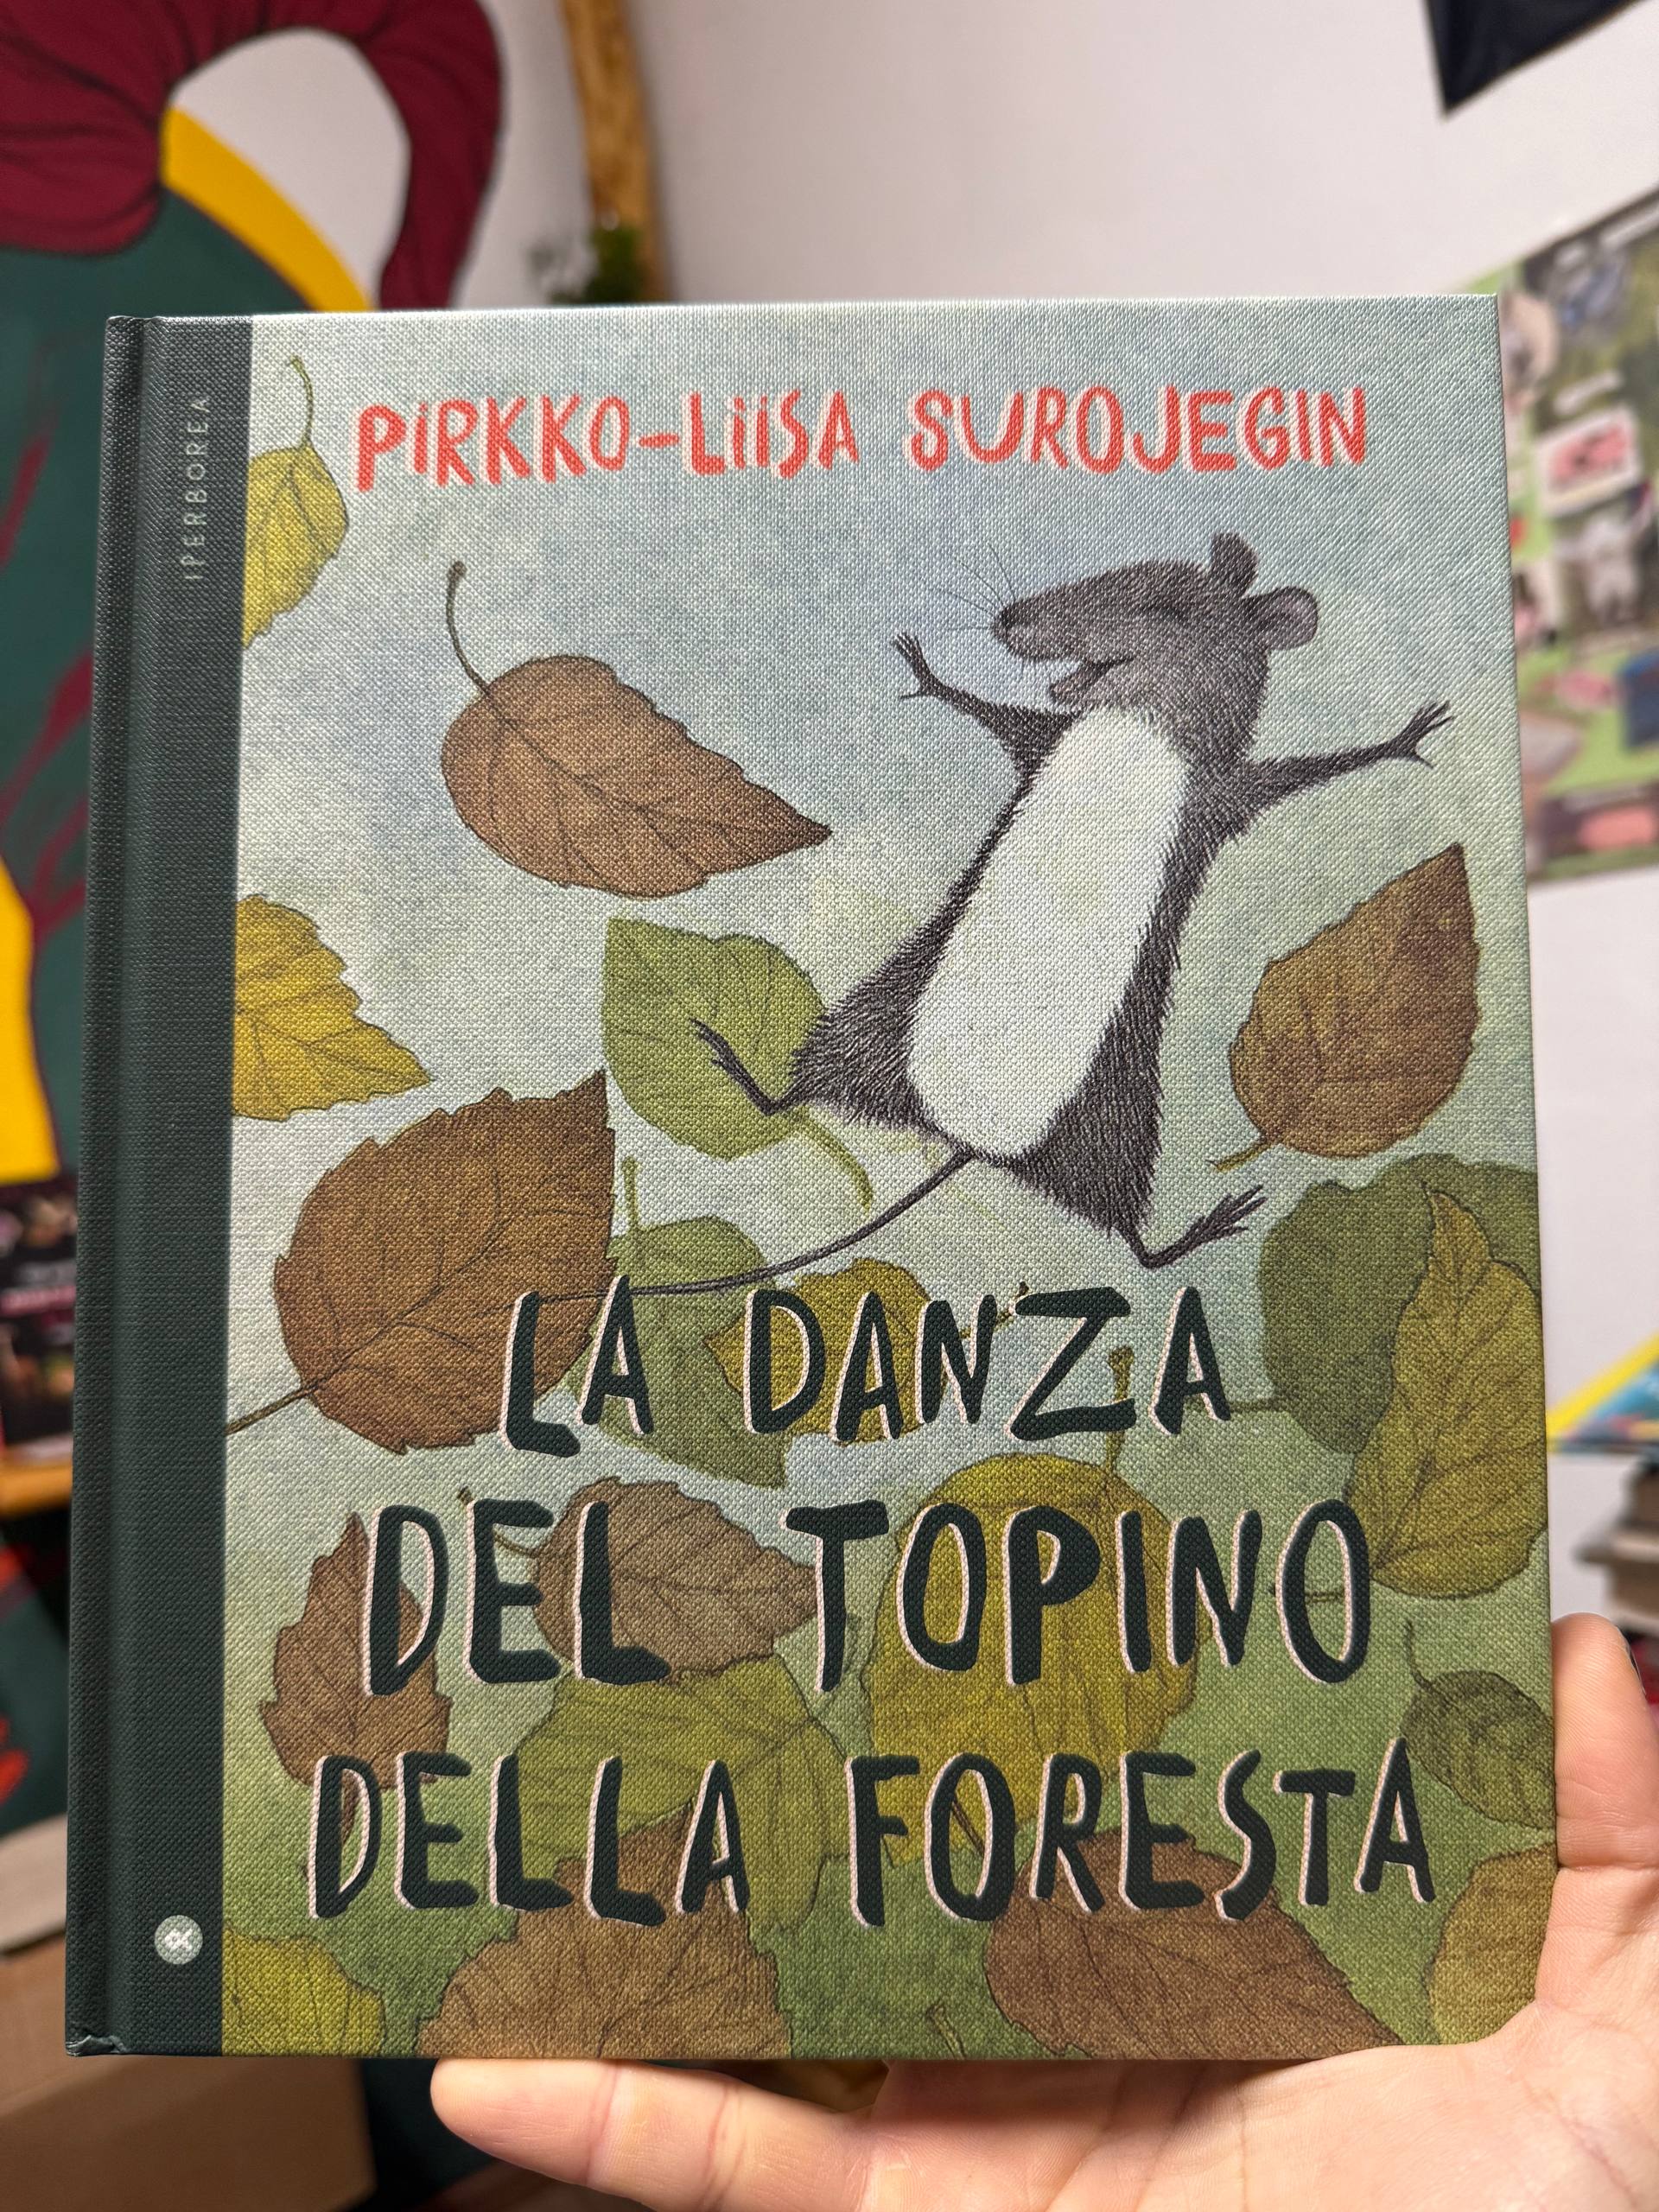 IPERBOREA
PiRKKO-LiiSA SUROJEGIN
LA DANZA
DEL TOPINO
DELLA FORESTA